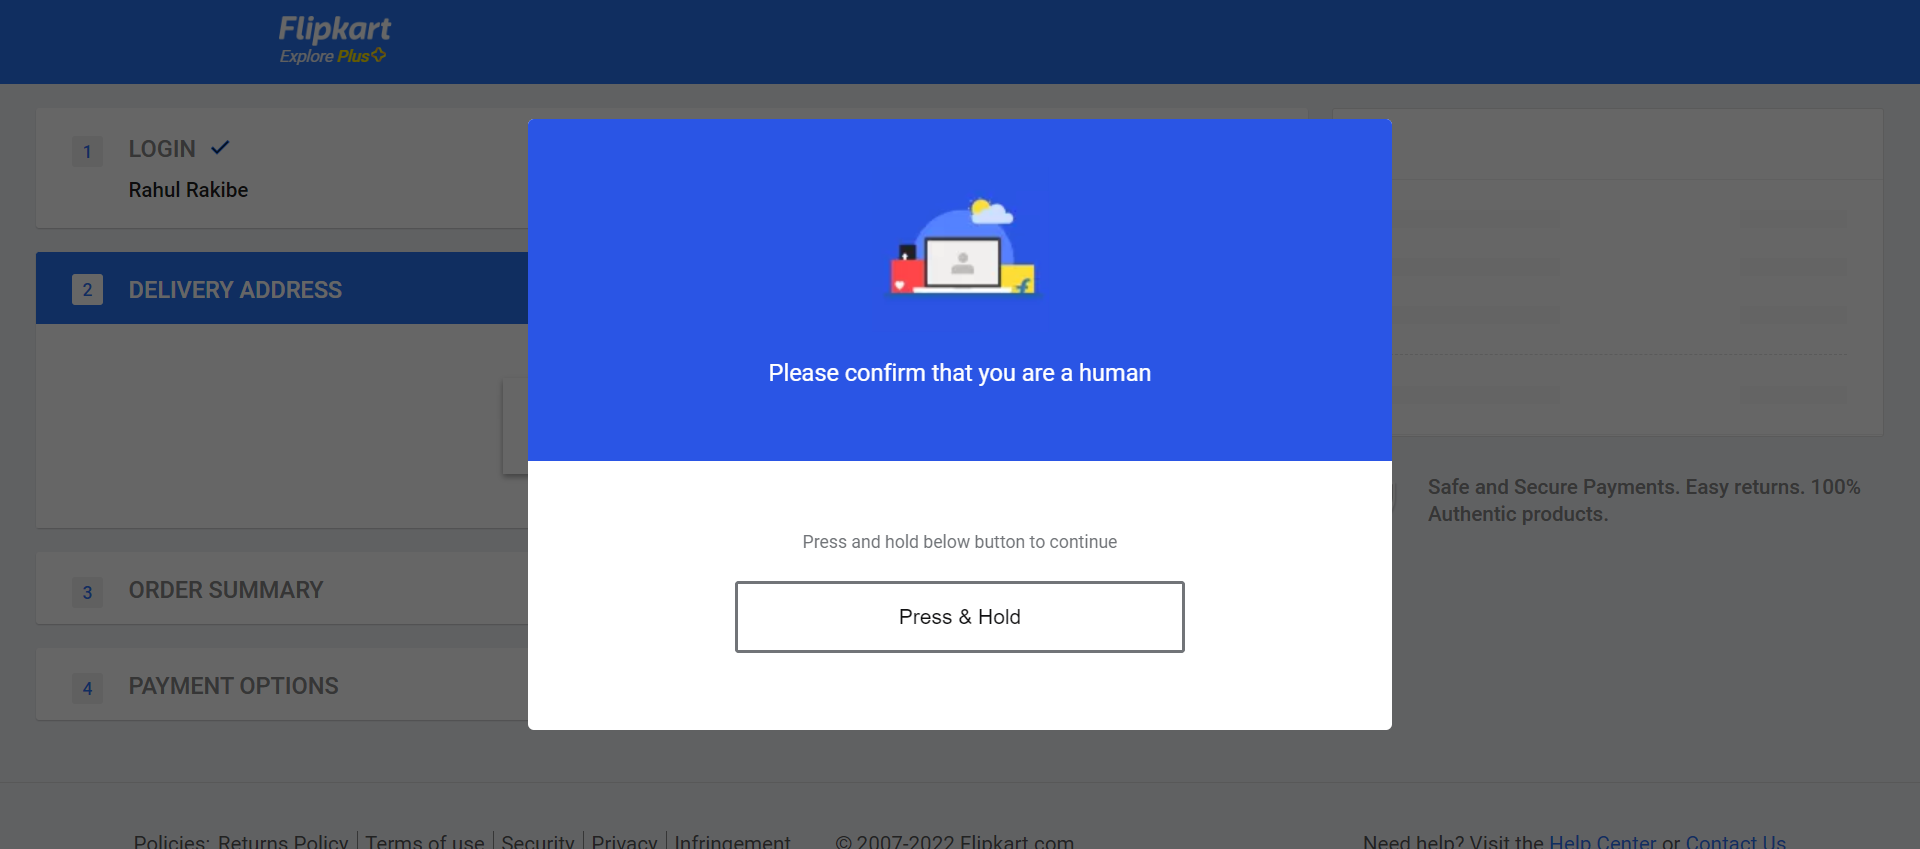 Flipkart
Explore Plus
1 LOGIN
Rahul Rakibe
2 DELIVERY ADDRESS
Please confirm that you are a human
Press and hold below button to continue
Press & Hold
Safe and Secure Payments. Easy returns. 100%
Authentic products.
3 ORDER SUMMARY
4 PAYMENT OPTIONS
Policies: Returns Policy | Terms of use | Security | Privacy | Infringement © 2007-2022 Flipkart.com Need help? Visit the Help Center or Contact Us